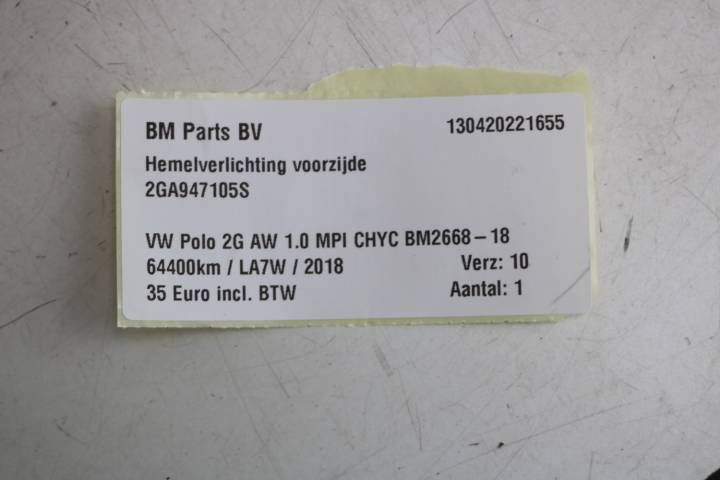 BM Parts BV 130420221655
Hemelverlichting voorzijde
2GA947105S
VW Polo 2G AW 1.0 MPI CHYC BM2668-18
64400km / LA7W / 2018 Verz: 10
35 Euro incl. BTW Aantal: 1